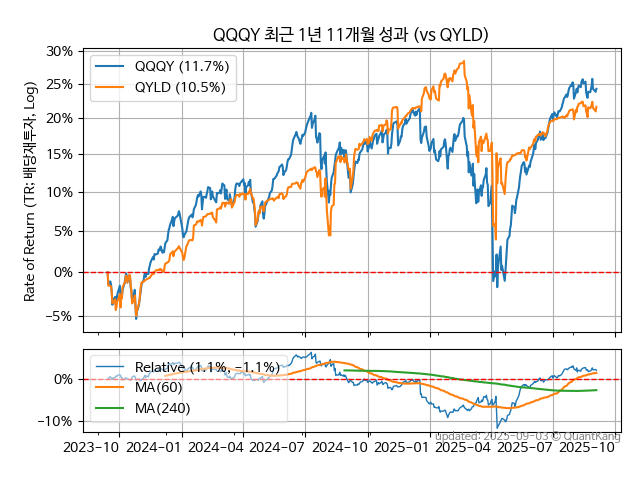 QQQY 최근 1년 11개월 성과 (vs QYLD)
Rate of Return (TR: 배당재투자, Log)
30%
25%
20%
15%
10%
5%
0%
−5%
QQQY (11.7%)
QYLD (10.5%)
0%
−10%
Relative (1.1%, −1.1%)
MA(60)
MA(240)
updated: 2025-09-03 © QuantKang
2023-10 2024-01 2024-04 2024-07 2024-10 2025-01 2025-04 2025-07 2025-10